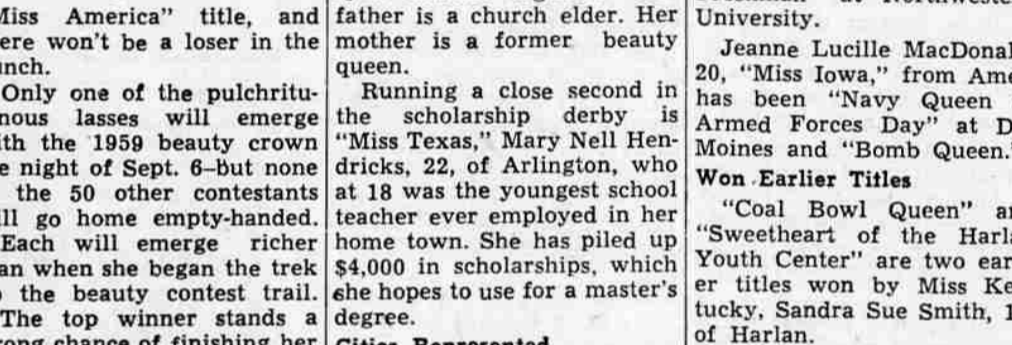 Miss America" title, and
ere won't be a loser in the
unch.
Only one of the pulchritu-
nous lasses will emerge
ith the 1959 beauty crown
e night of Sept. 6—but none
the 50 other contestants
ll go home empty-handed.
Each will emerge richer
an when she began the trek
the beauty contest trail.
The top winner stands a
rong chance of finishing her
father is a church elder. Her
mother is a former beauty
queen.
Running a close second in
the scholarship derby is
"Miss Texas," Mary Nell Hen-
dricks, 22, of Arlington, who
at 18 was the youngest school
teacher ever employed in her
home town. She has piled up
$4,000 in scholarships, which
she hopes to use for a master's
degree.
Cities Represented
University.
Jeanne Lucille MacDonal
20, "Miss Iowa," from Ame
has been "Navy Queen
Armed Forces Day" at D
Moines and "Bomb Queen."
Won Earlier Titles
"Coal Bowl Queen" a
"Sweetheart of the Harla
Youth Center" are two ear
er titles won by Miss Ke
tucky, Sandra Sue Smith, 1
of Harlan.